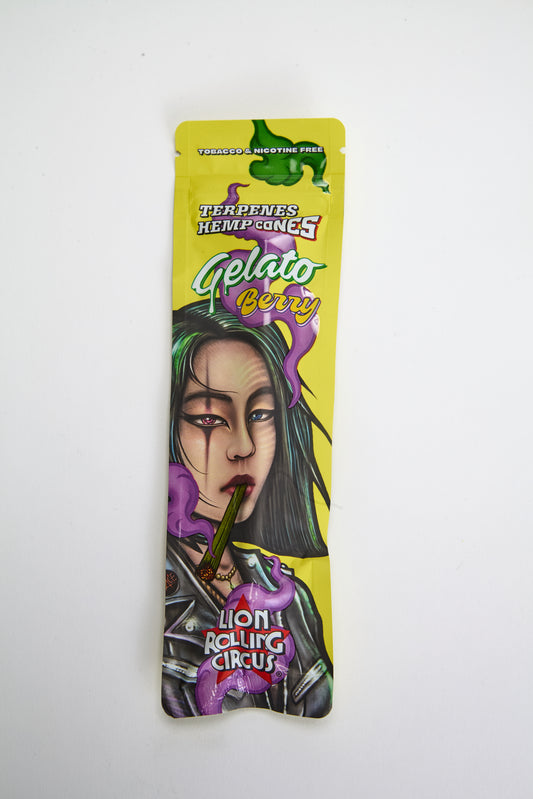 TOBACCO & NICOTINE FREE
TERPENES
HEMP CONES
Gelato
Berry
LION
ROLLING
CIRCUS